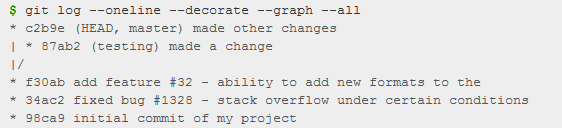 $ git log --oneline --decorate --graph --all
* c2b9e (HEAD, master) made other changes
| * 87ab2 (testing) made a change
|/
* f30ab add feature #32 - ability to add new formats to the
* 34ac2 fixed bug #1328 - stack overflow under certain conditions
* 98ca9 initial commit of my project